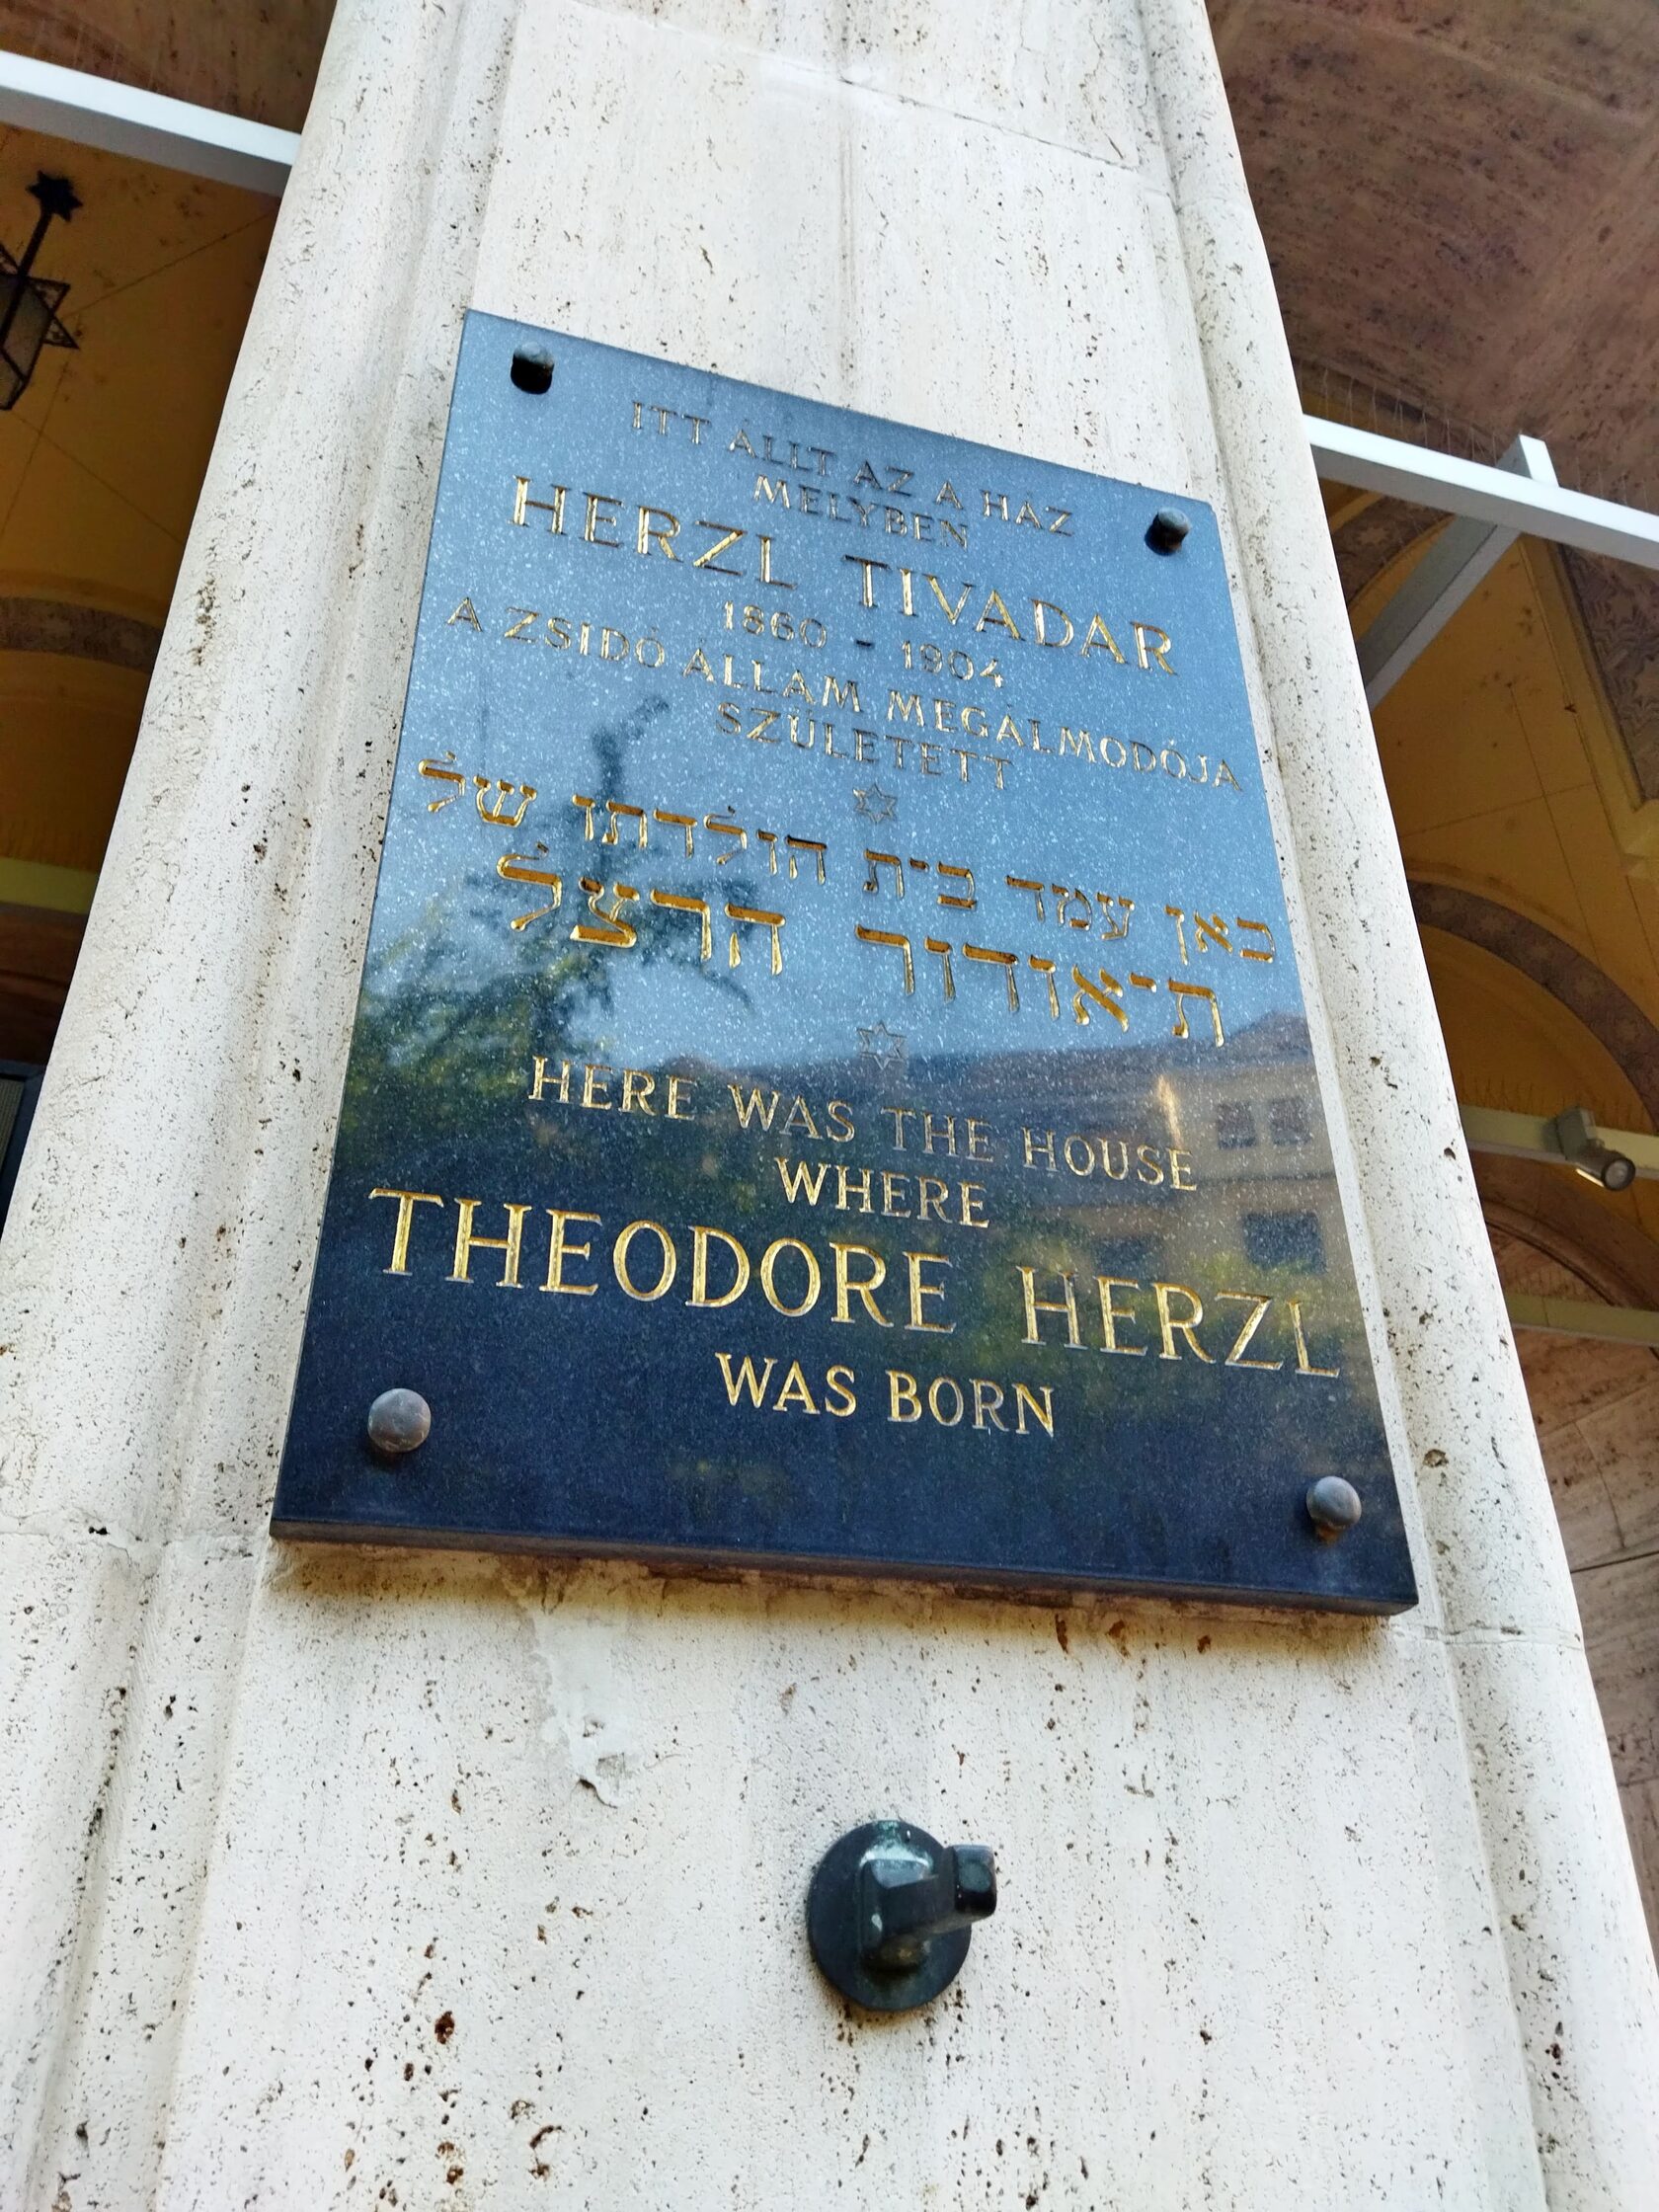 ITT ÁLLT AZ A HÁZ
MELYBEN
HERZL TIVADAR
1860 - 1904
A ZSIDÓ ÁLLAM MEGÁLMODÓJA
SZÜLETETT
כאן עמד בית הולדתו של
תיאודור הרצל
HERE WAS THE HOUSE
WHERE
THEODORE HERZL
WAS BORN